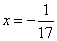 x = -1/17